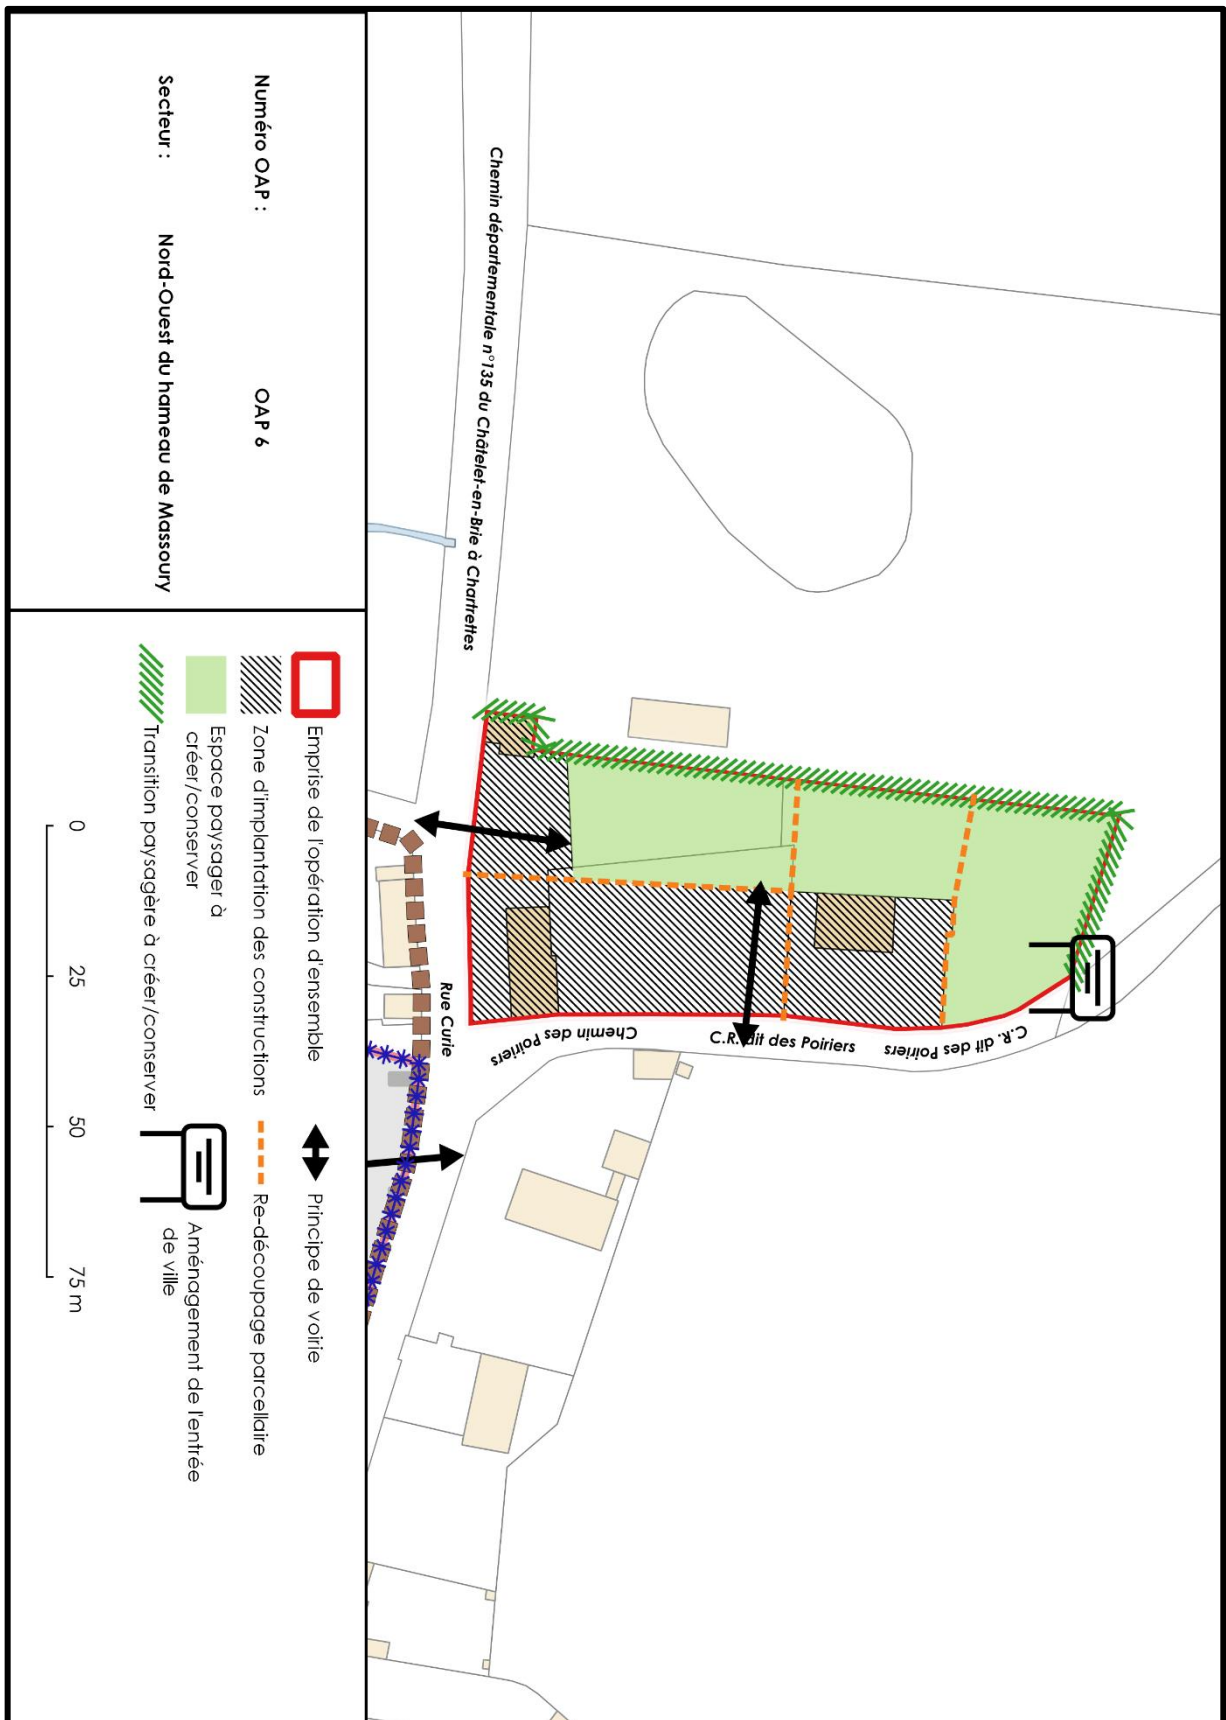 Chemin départementale n°135 du Châtelet-en-Brie à Chartrettes
Rue Curie
Chemin des Poiriers
C.R. dit des Poiriers
C.R. dit des Poiriers
Numéro OAP :
OAP 6
Secteur :
Nord-Ouest du hameau de Massoury
Emprise de l'opération d'ensemble
Zone d'implantation des constructions
Espace paysager à
créer/conserver
Transition paysagère à créer/conserver
Principe de voirie
Re-découpage parcellaire
Aménagement de l'entrée
de ville
0
25
50
75 m